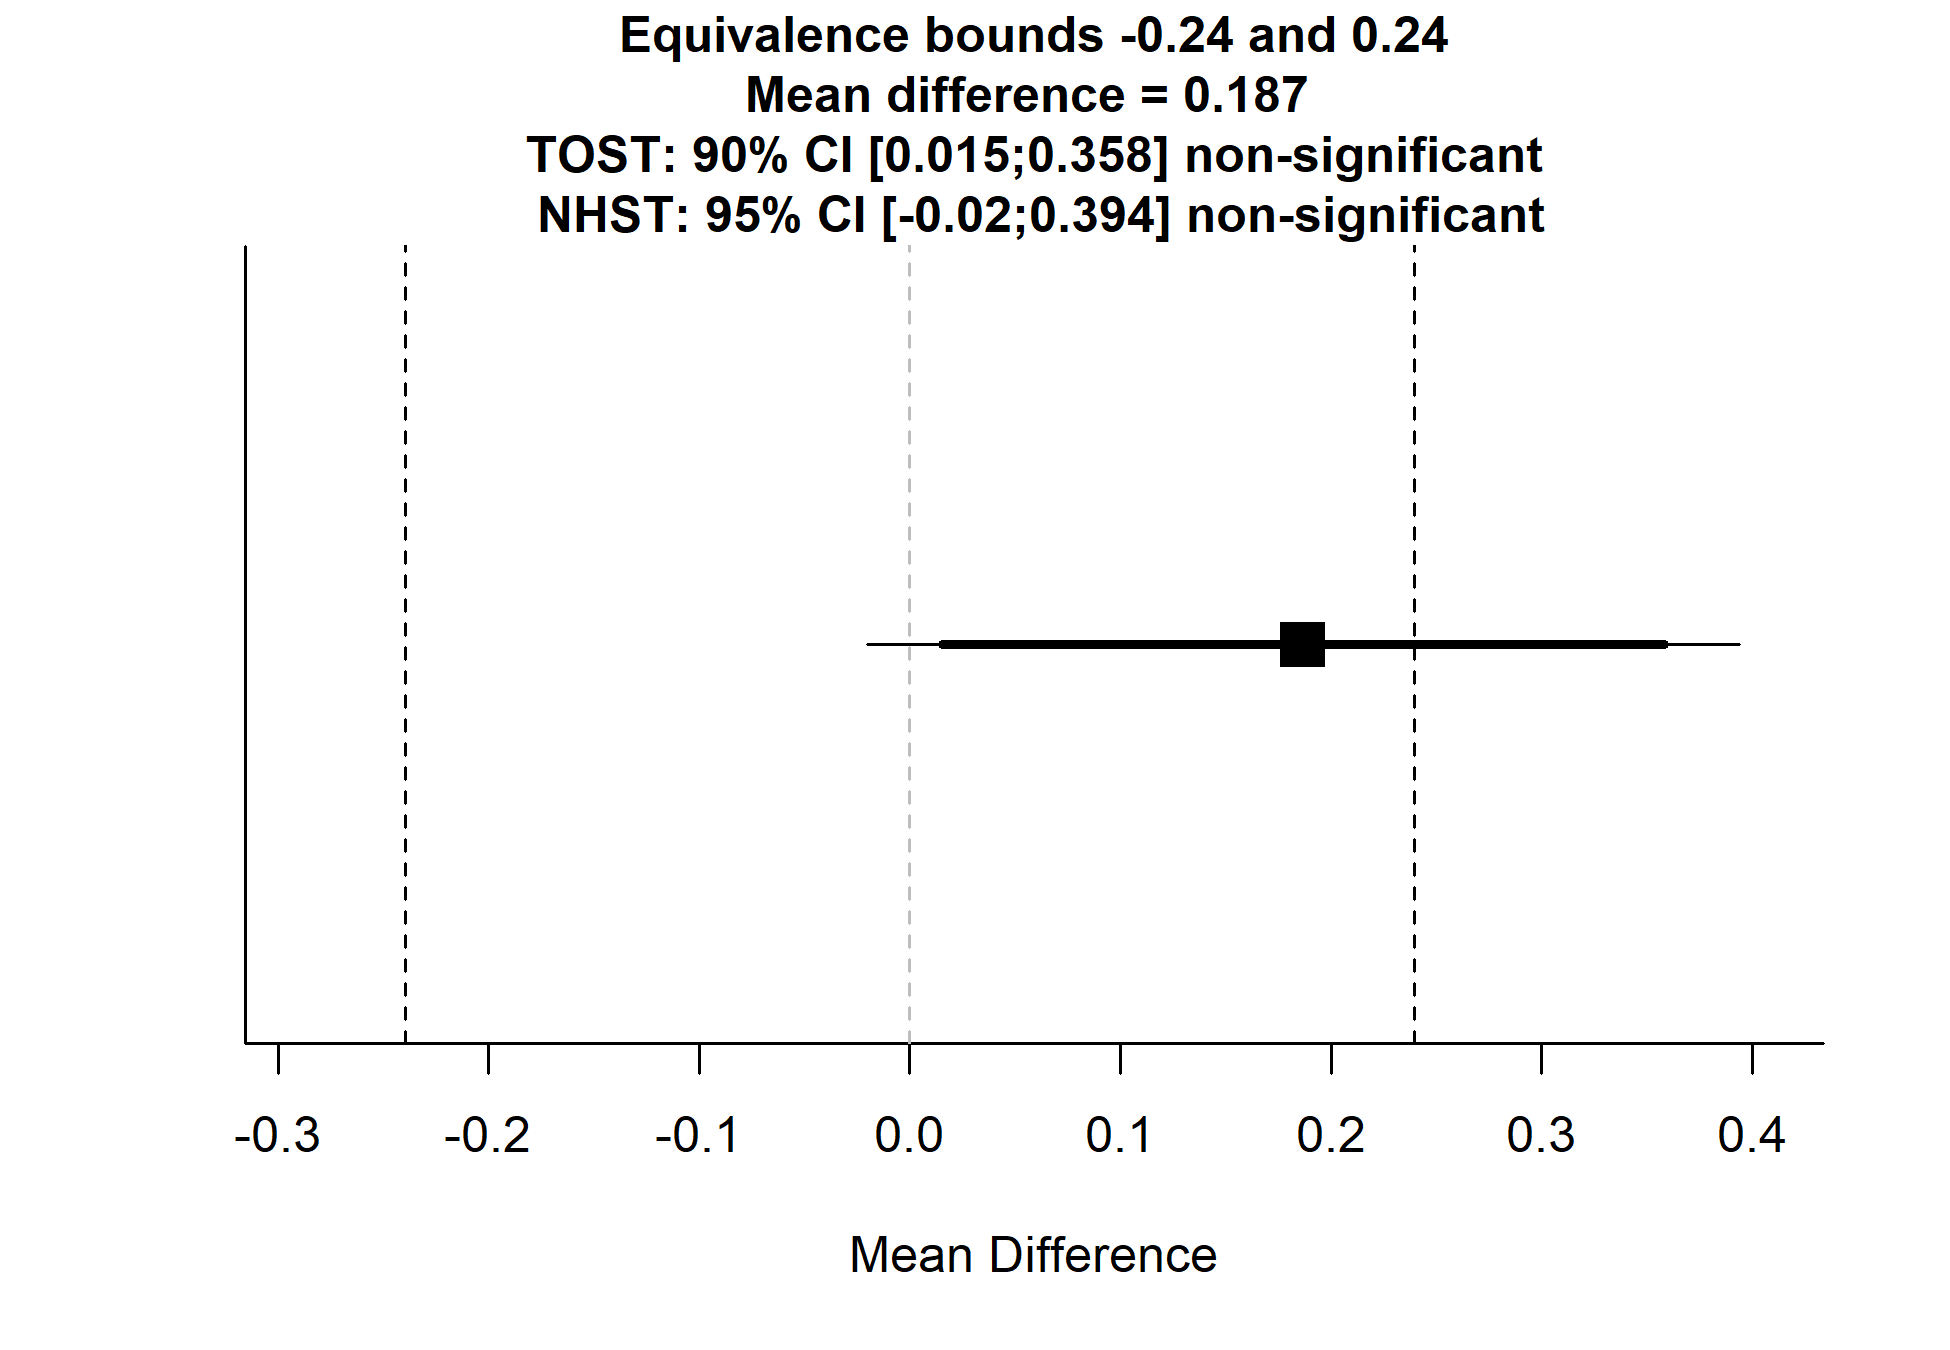 Equivalence bounds -0.24 and 0.24
Mean difference = 0.187
TOST: 90% CI [0.015;0.358] non-significant
NHST: 95% CI [-0.02;0.394] non-significant
-0.3 -0.2 -0.1 0.0 0.1 0.2 0.3 0.4
Mean Difference